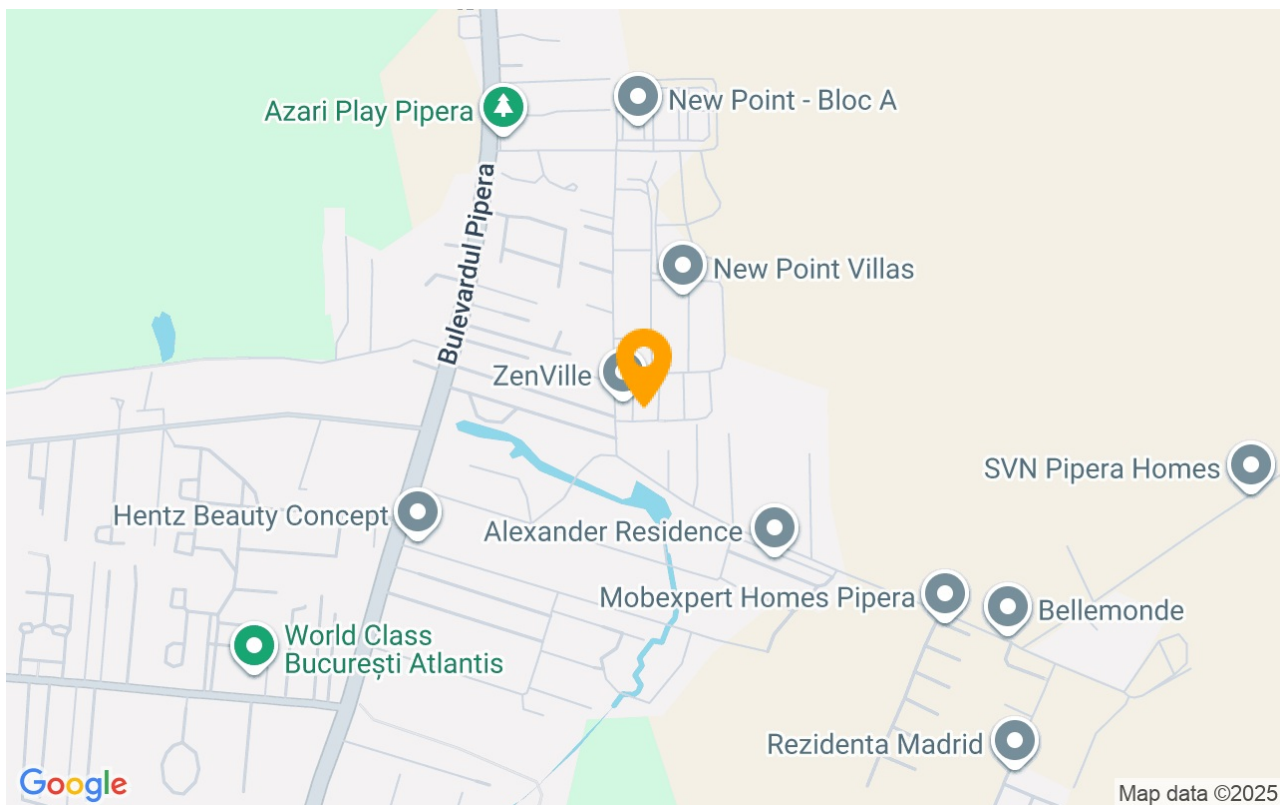 Azari Play Pipera
New Point - Bloc A
Bulevardul Pipera
New Point Villas
ZenVille
SVN Pipera Homes
Hentz Beauty Concept
Alexander Residence
Mobexpert Homes Pipera
Bellemonde
World Class
București Atlantis
Rezidenta Madrid
Google
Map data ©2025